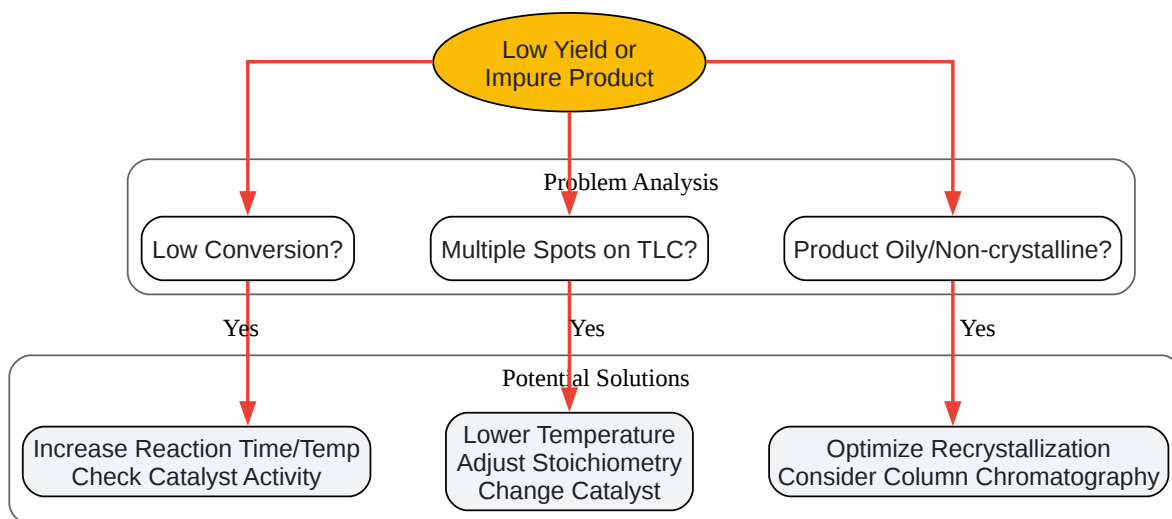 Low Yield or
Impure Product
Problem Analysis
Low Conversion?
Multiple Spots on TLC?
Product Oily/Non-crystalline?
Yes
Yes
Yes
Potential Solutions
Increase Reaction Time/Temp
Check Catalyst Activity
Lower Temperature
Adjust Stoichiometry
Change Catalyst
Optimize Recrystallization
Consider Column Chromatography